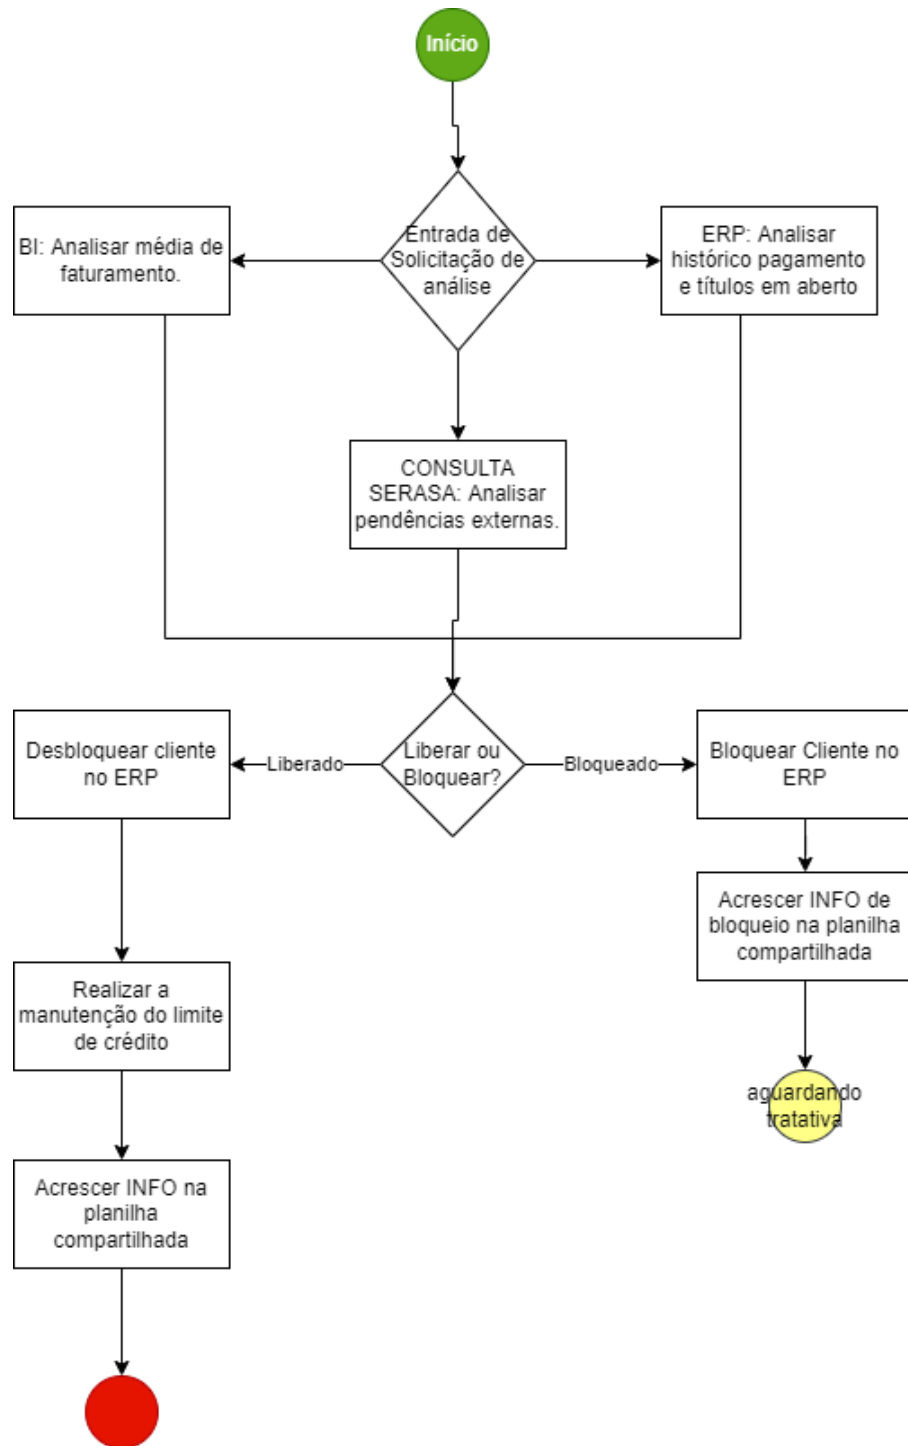 Início
Entrada de
Solicitação de
análise
BI: Analisar média de
faturamento.
ERP: Analisar
histórico pagamento
e títulos em aberto
CONSULTA
SERASA: Analisar
pendências externas.
Liberar ou
Bloquear?
Liberado
Bloqueado
Desbloquear cliente
no ERP
Bloquear Cliente no
ERP
Acrescer INFO de
bloqueio na planilha
compartilhada
Realizar a
manutenção do limite
de crédito
aguardando
tratativa
Acrescer INFO na
planilha
compartilhada